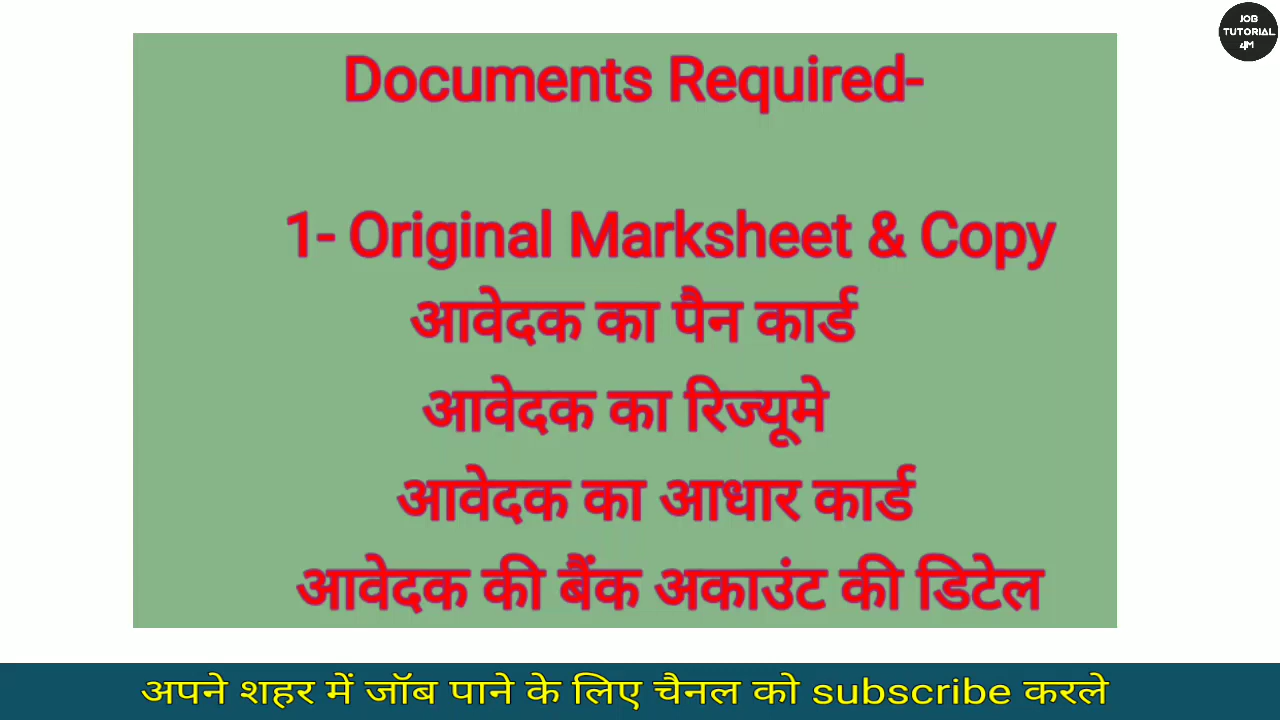 JOB
TUTORIAL
4M
Documents Required-
1- Original Marksheet & Copy
आवेदक का पैन कार्ड
आवेदक का रिज्यूमे
आवेदक का आधार कार्ड
आवेदक की बैंक अकाउंट की डिटेल
अपने शहर में जॉब पाने के लिए चैनल को subscribe करले